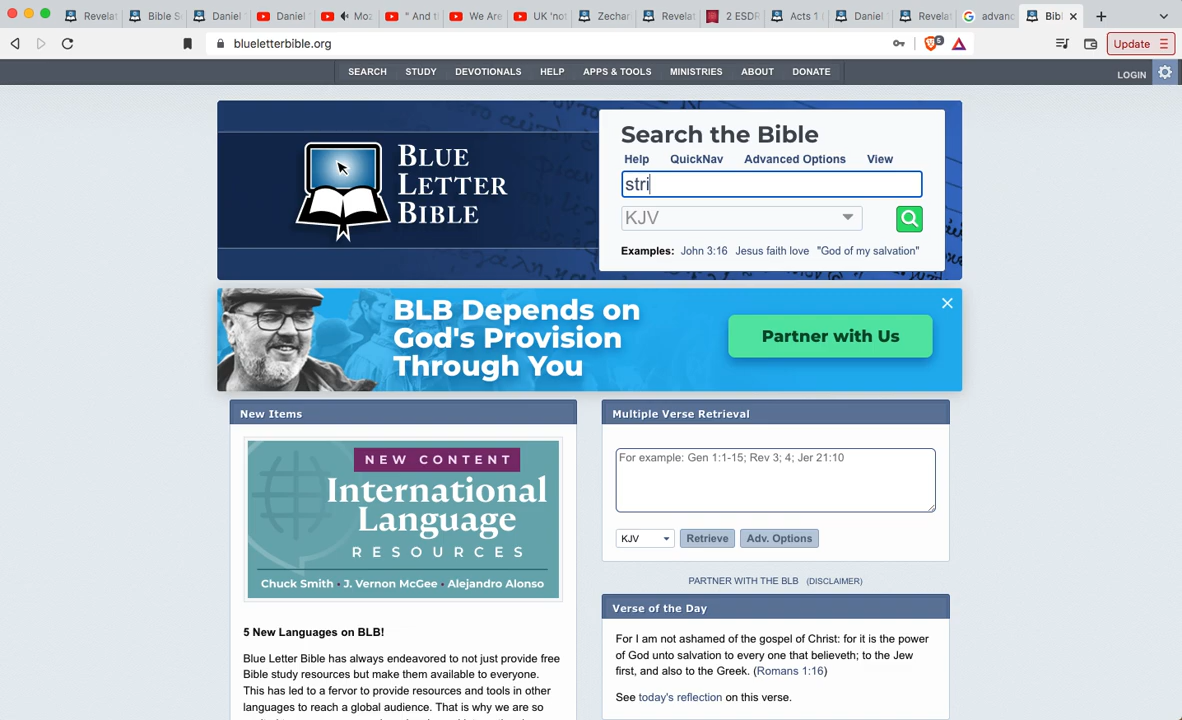 Revelat
Bible S
Daniel
Daniel
Moz
" And th
We Are
UK 'not
Zechar
Revelat
2 ESDR
Acts 1
Daniel
Revelat
advanc
Bibl
blueletterbible.org
5
Update
SEARCH STUDY DEVOTIONALS HELP APPS & TOOLS MINISTRIES ABOUT DONATE
LOGIN
BLUE
LETTER
BIBLE
Search the Bible
Help QuickNav Advanced Options View
stri
KJV
Examples: John 3:16 Jesus faith love "God of my salvation"
BLB Depends on
God's Provision
Through You
Partner with Us
New Items
NEW CONTENT
International
Language
RESOURCES
Chuck Smith • J. Vernon McGee • Alejandro Alonso
5 New Languages on BLB!
Blue Letter Bible has always endeavored to not just provide free
Bible study resources but make them available to everyone.
This has led to a fervor to provide resources and tools in other
languages to reach a global audience. That is why we are so
Multiple Verse Retrieval
For example: Gen 1:1-15; Rev 3; 4; Jer 21:10
KJV Retrieve Adv. Options
PARTNER WITH THE BLB (DISCLAIMER)
Verse of the Day
For I am not ashamed of the gospel of Christ: for it is the power
of God unto salvation to every one that believeth; to the Jew
first, and also to the Greek. (Romans 1:16)
See today's reflection on this verse.